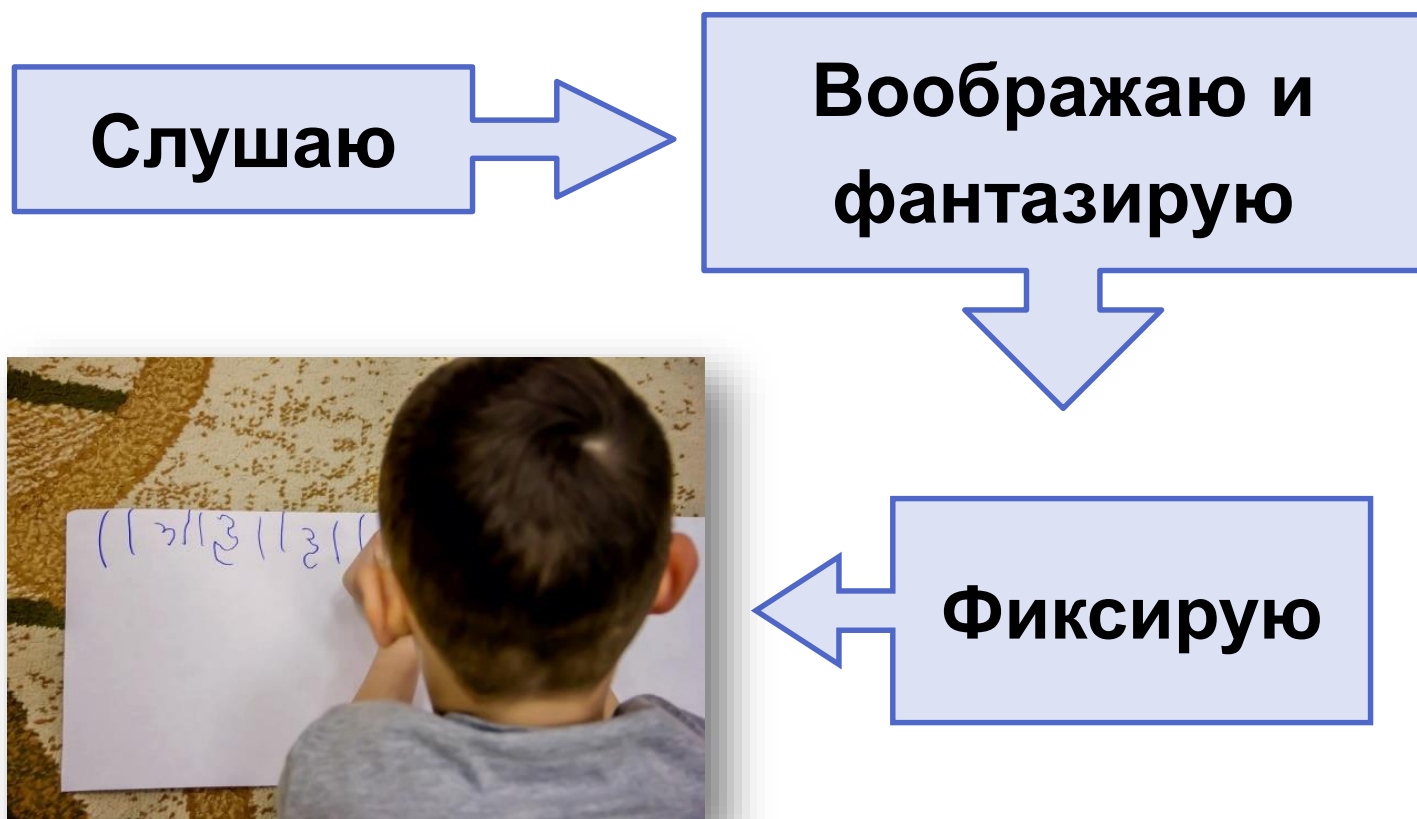 Слушаю
Воображаю и
фантазирую
Фиксирую